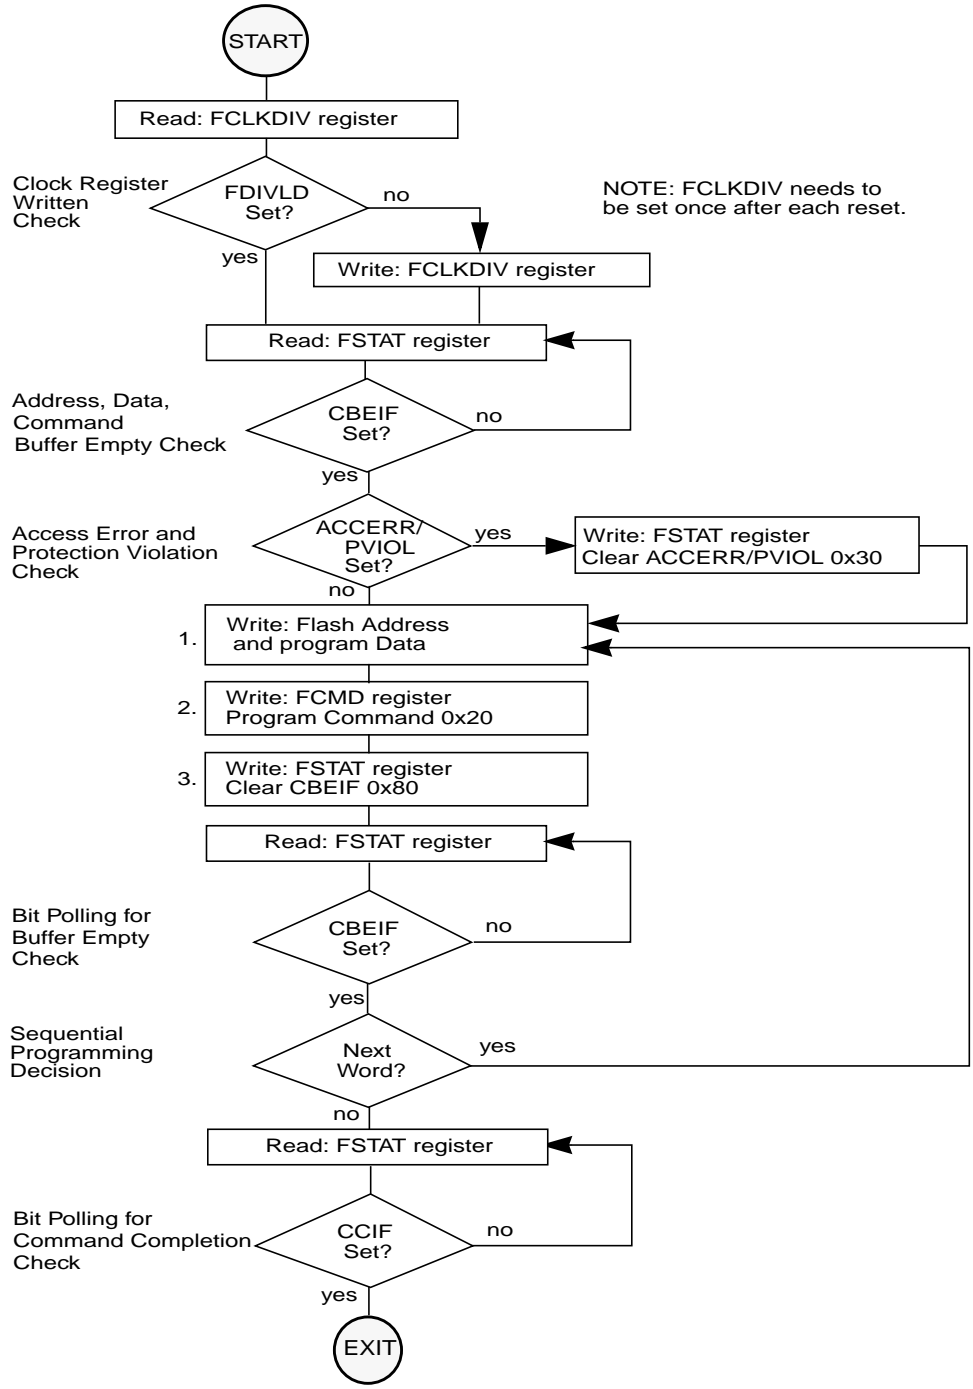 START
Read: FCLKDIV register
Clock Register
Written
Check
FDIVLD
Set?
no
NOTE: FCLKDIV needs to
be set once after each reset.
yes
Write: FCLKDIV register
Read: FSTAT register
Address, Data,
Command
Buffer Empty Check
CBEIF
Set?
no
yes
Access Error and
Protection Violation
Check
ACCERR/
PVIOL
Set?
yes
Write: FSTAT register
Clear ACCERR/PVIOL 0x30
no
1.
Write: Flash Address
and program Data
2.
Write: FCMD register
Program Command 0x20
3.
Write: FSTAT register
Clear CBEIF 0x80
Read: FSTAT register
Bit Polling for
Buffer Empty
Check
CBEIF
Set?
no
yes
Sequential
Programming
Decision
Next
Word?
yes
no
Read: FSTAT register
Bit Polling for
Command Completion
Check
CCIF
Set?
no
yes
EXIT